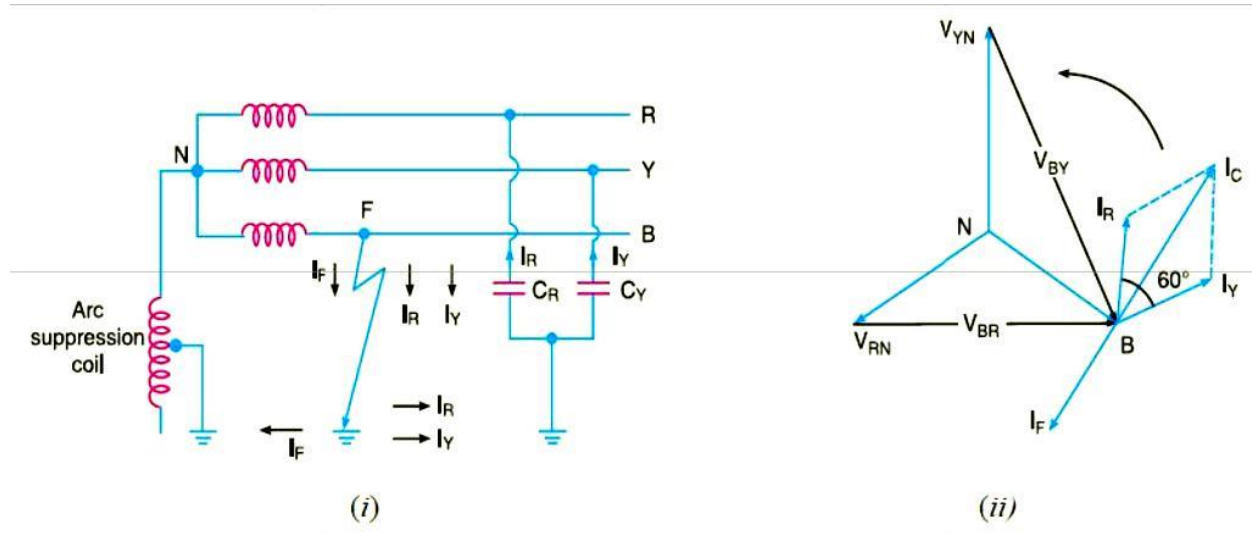 R
N
Y
F
B
I_F
I_R
I_Y
I_R
I_Y
C_R
C_Y
Arc
suppression
coil
I_R
I_F
I_Y
(i)
V_YN
V_BY
I_C
I_R
N
60°
I_Y
V_RN
V_BR
B
I_F
(ii)